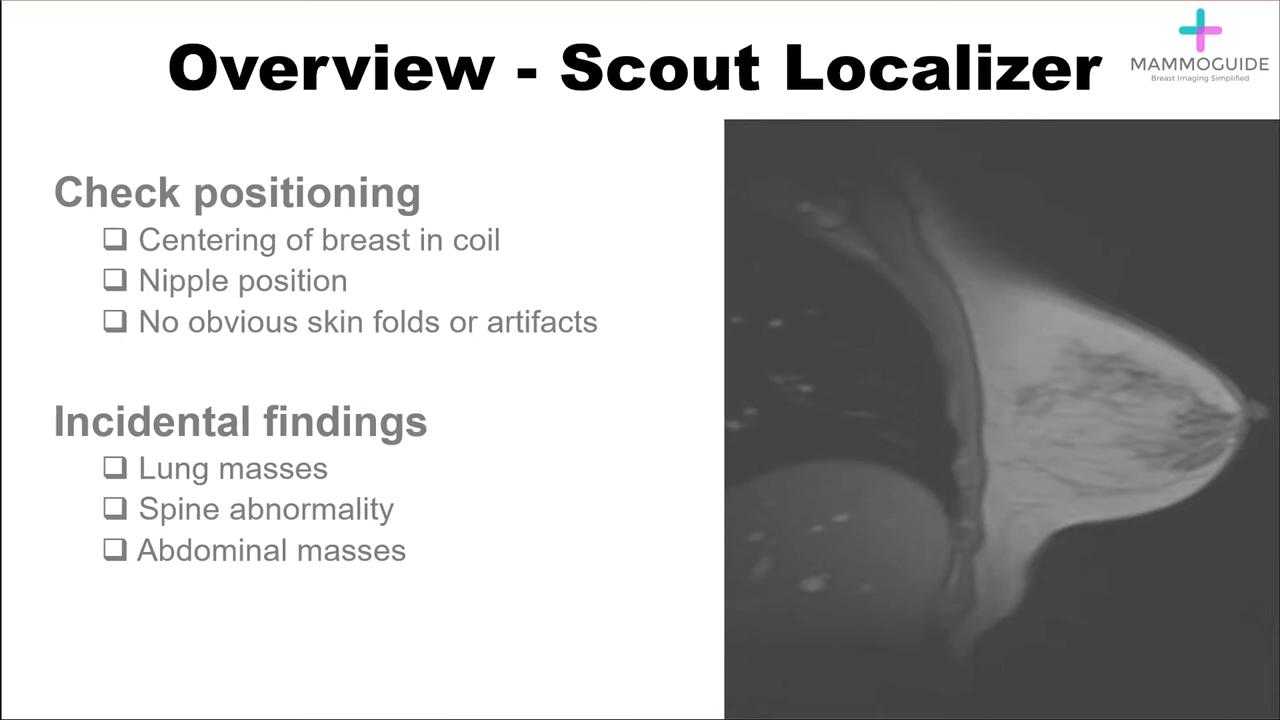 Overview - Scout Localizer
MAMMOGUIDE
Breast Imaging Simplified
Check positioning
❑ Centering of breast in coil
❑ Nipple position
❑ No obvious skin folds or artifacts
Incidental findings
❑ Lung masses
❑ Spine abnormality
❑ Abdominal masses